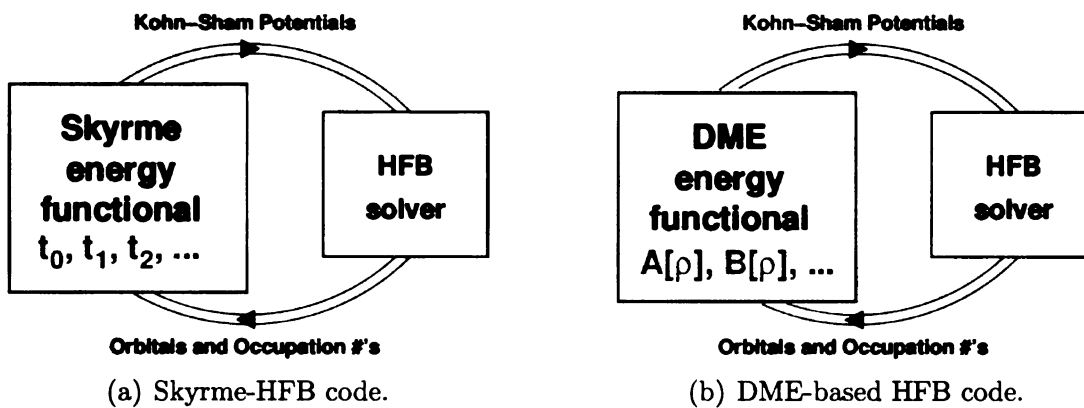 Kohn–Sham Potentials
Skyrme
energy
functional
t₀, t₁, t₂, ...
HFB
solver
Orbitals and Occupation #'s
(a) Skyrme-HFB code.
Kohn–Sham Potentials
DME
energy
functional
A[ρ], B[ρ], ...
HFB
solver
Orbitals and Occupation #'s
(b) DME-based HFB code.